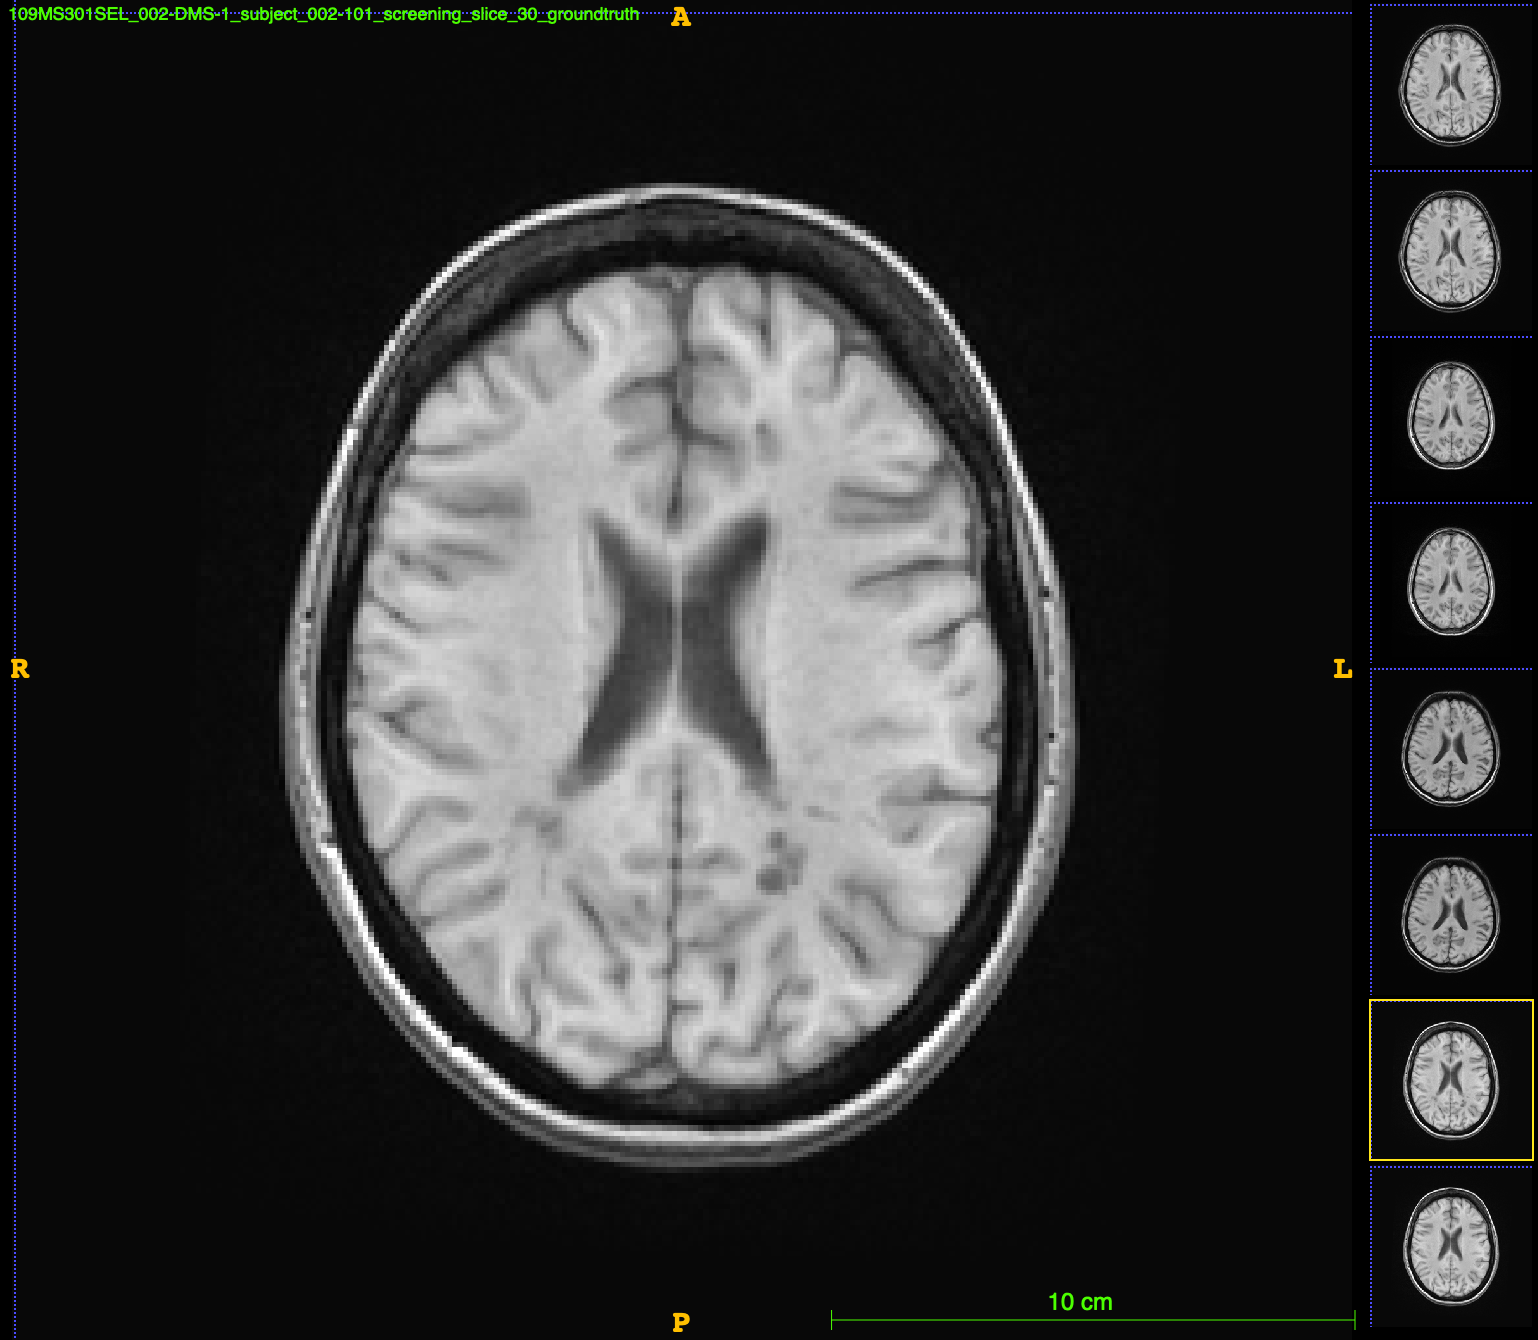 109MS301SEL_002-DMS-1_subject_002-101_screening_slice_30_groundtruth
A
R
L
10 cm
P